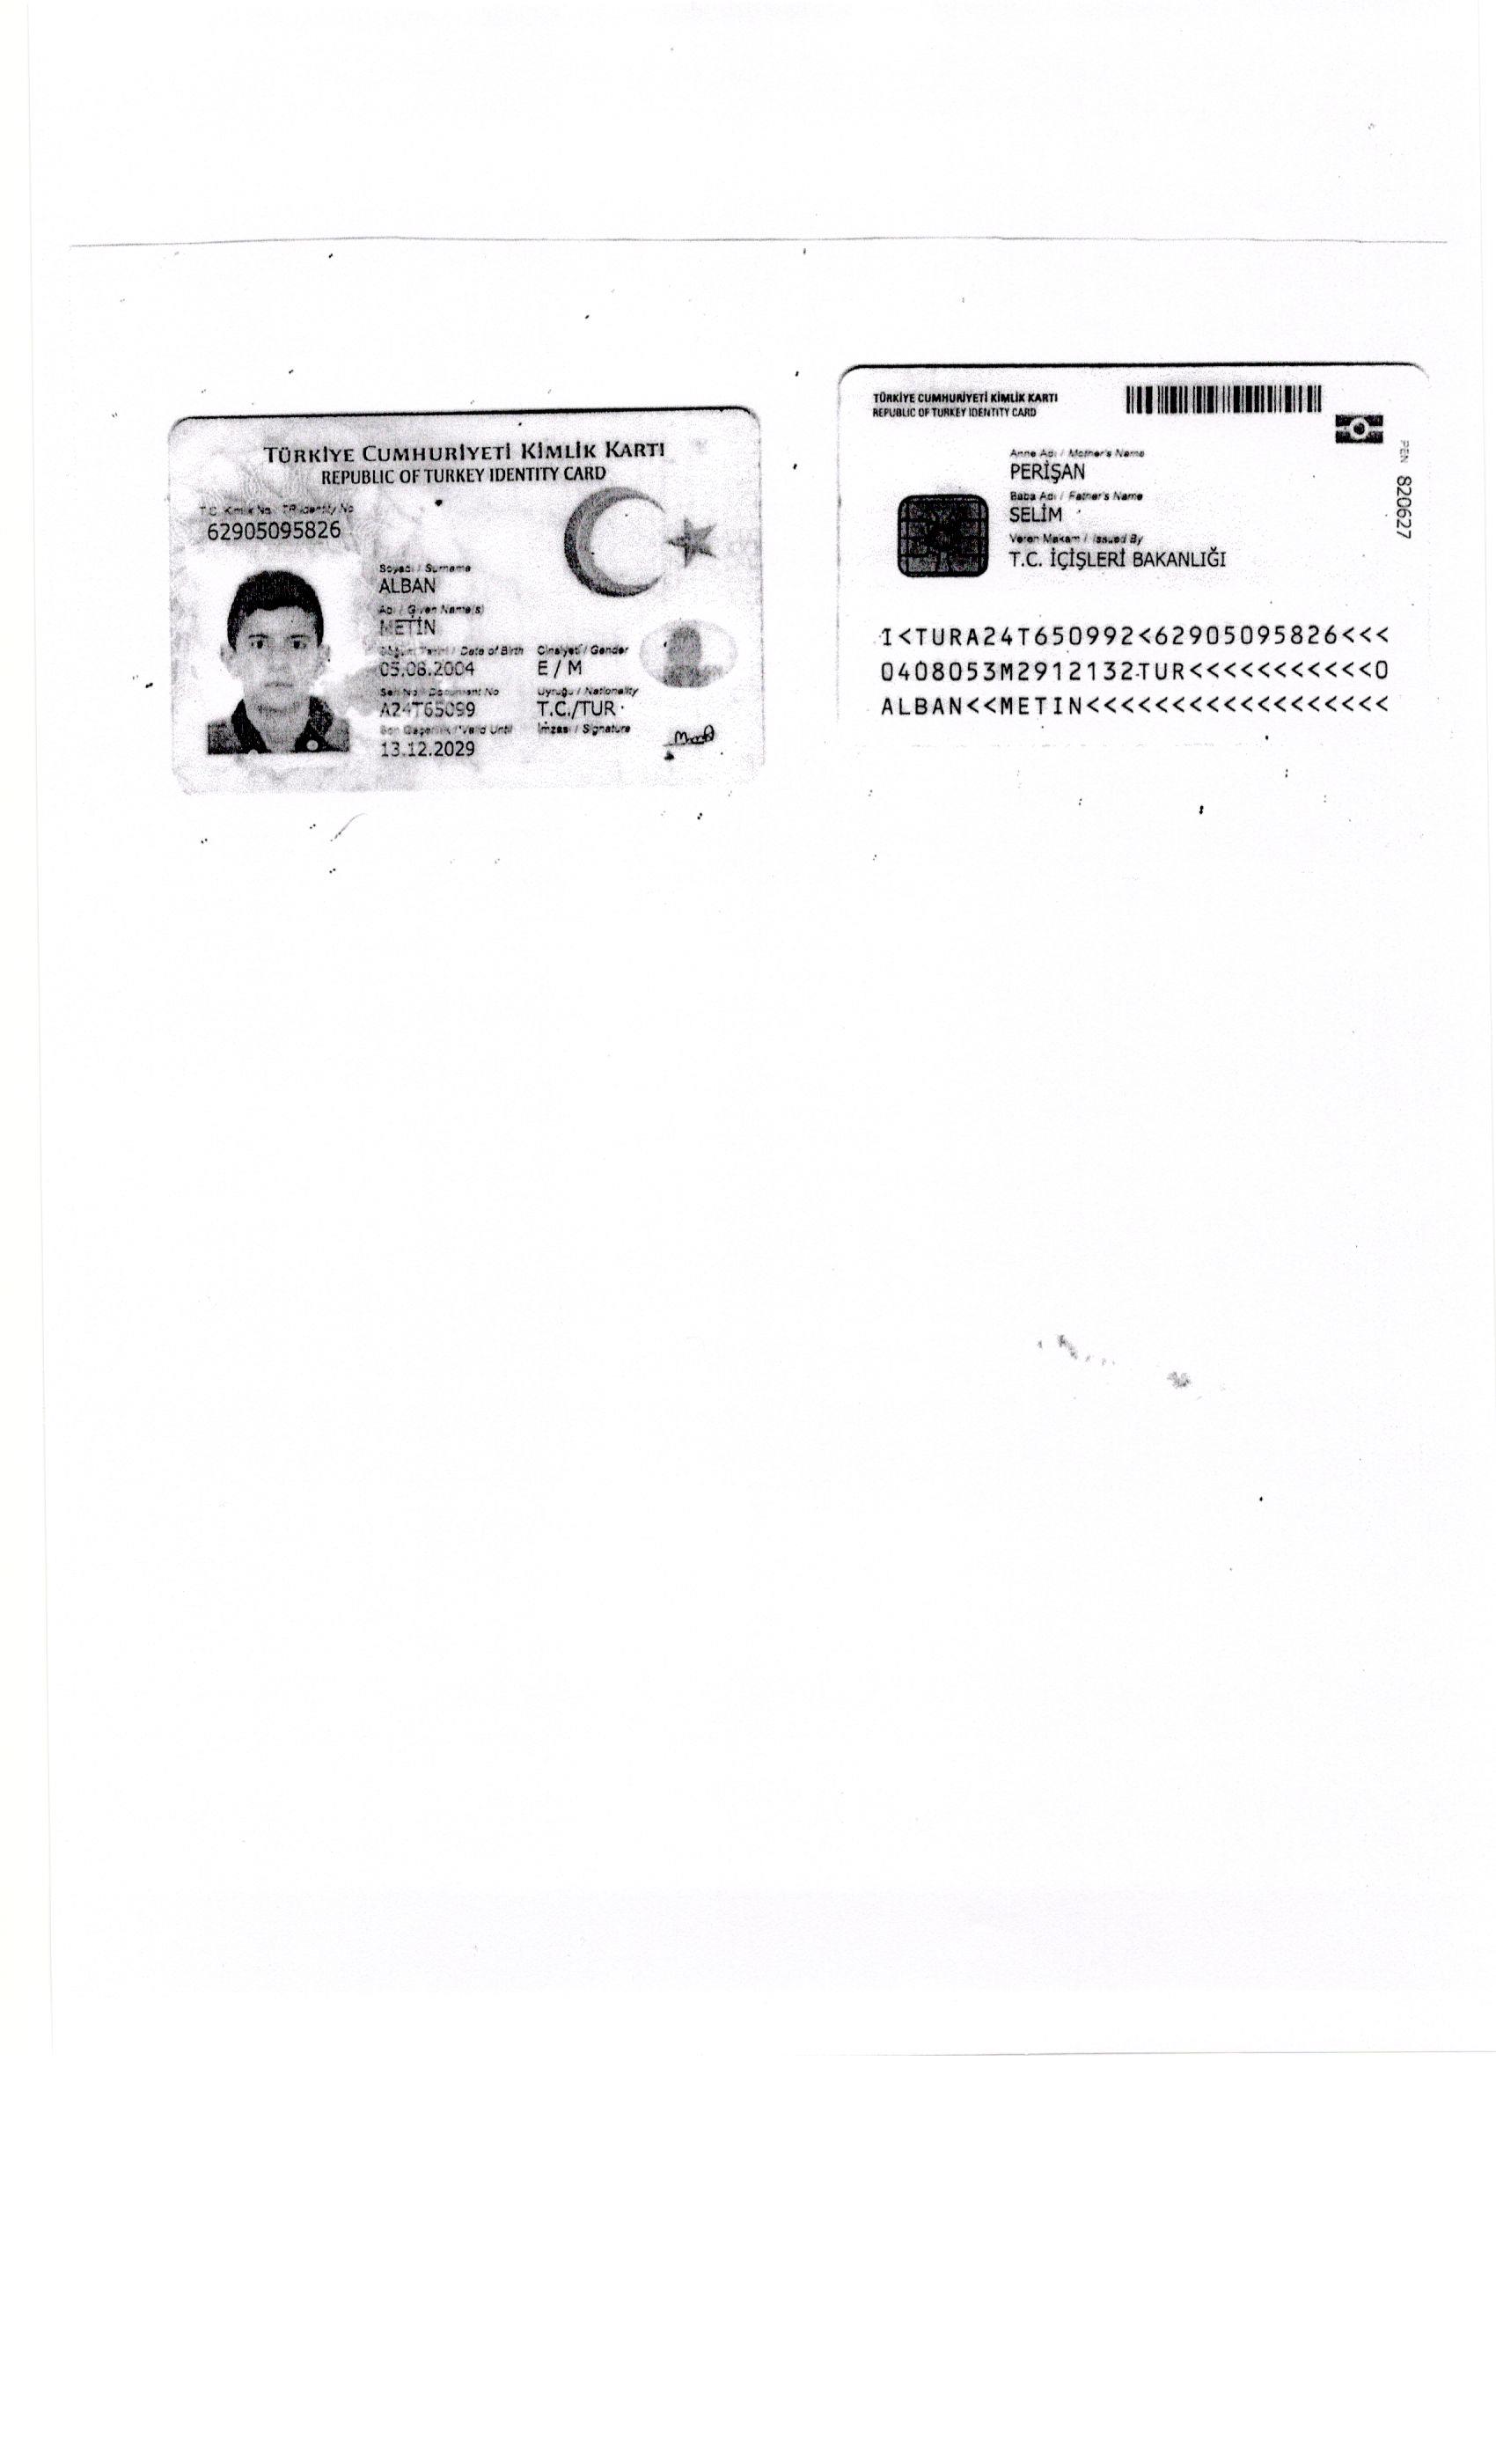 TÜRKİYE CUMHURİYETİ KİMLİK KARTI
REPUBLIC OF TURKEY IDENTITY CARD
T.C. Kimlik No / TR Identity No
62905095826
Soyadı / Surname
ALBAN
Adı / Given Name(s)
METİN
Doğum Tarihi / Date of Birth Cinsiyeti / Gender
05.08.2004 E / M
Seri No / Document No Uyruğu / Nationality
A24T65099 T.C./TUR
Son Geçerlilik / Valid Until İmzası / Signature
13.12.2029
TÜRKİYE CUMHURİYETİ KİMLİK KARTI
REPUBLIC OF TURKEY IDENTITY CARD
Anne Adı / Mother's Name
PERİŞAN
Baba Adı / Father's Name
SELİM
Veren Makam / Issued By
T.C. İÇİŞLERİ BAKANLIĞI
820627
I<TURA24T650992<62905095826<<<
0408053M2912132TUR<<<<<<<<<<<0
ALBAN<<METIN<<<<<<<<<<<<<<<<<<